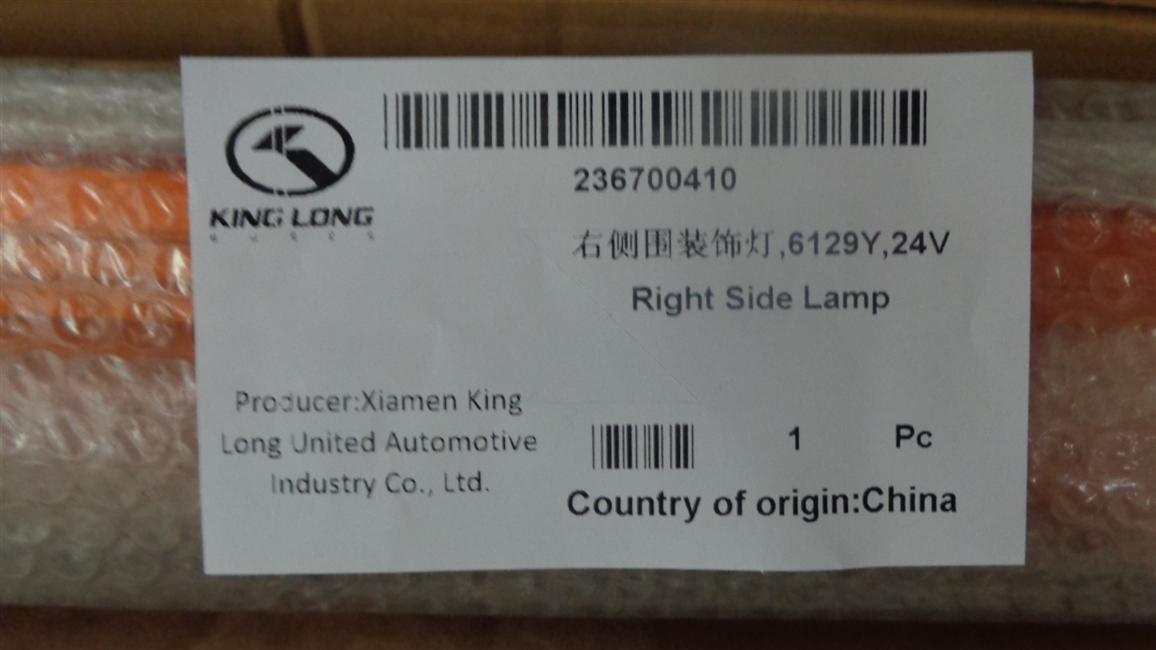 KING LONG
236700410
右侧围装饰灯,6129Y,24V
Right Side Lamp
Producer:Xiamen King
Long United Automotive
Industry Co., Ltd.
1 Pc
Country of origin:China